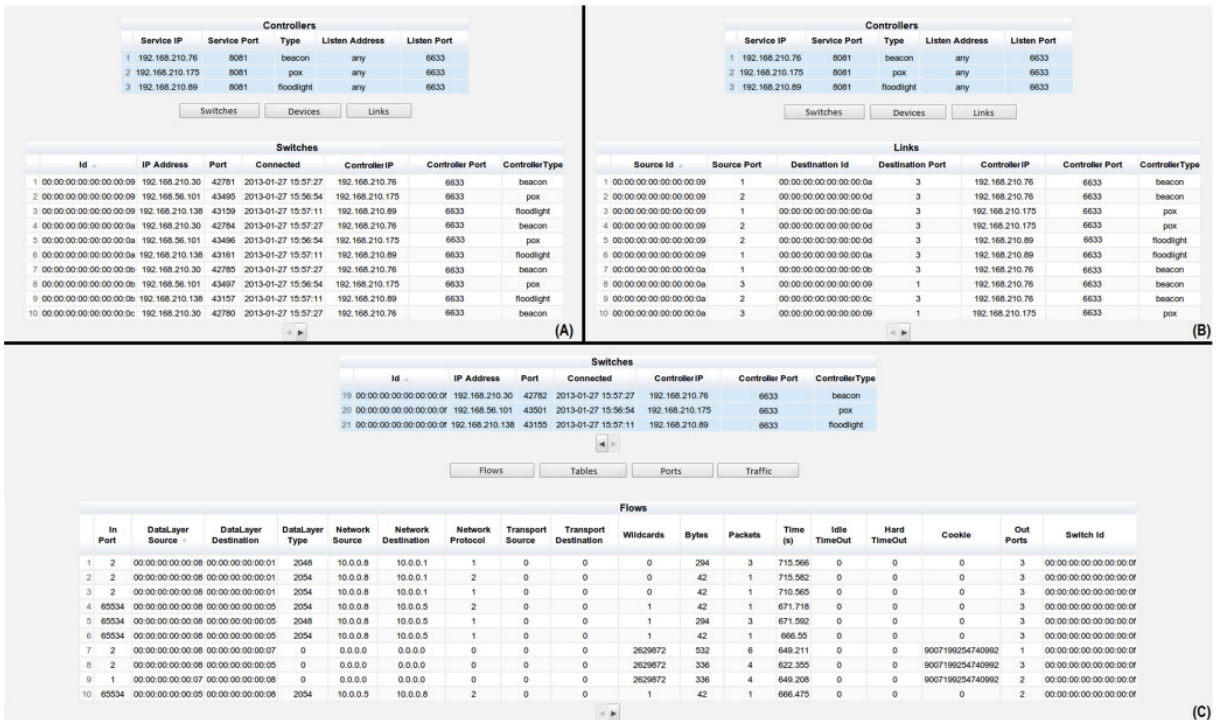 Controllers
Service IP Service Port Type Listen Address Listen Port
1 192.168.210.76 8081 beacon any 6633
2 192.168.210.175 8081 pox any 6633
3 192.168.210.89 8081 floodlight any 6633
Switches Devices Links
Switches
Id IP Address Port Connected ControllerIP Controller Port ControllerType
1 00:00:00:00:00:00:00:09 192.168.210.30 42781 2013-01-27 15:57:27 192.168.210.76 6633 beacon
2 00:00:00:00:00:00:00:09 192.168.56.101 43495 2013-01-27 15:56:54 192.168.210.175 6633 pox
3 00:00:00:00:00:00:00:09 192.168.210.138 43159 2013-01-27 15:57:11 192.168.210.89 6633 floodlight
4 00:00:00:00:00:00:00:0a 192.168.210.30 42784 2013-01-27 15:57:27 192.168.210.76 6633 beacon
5 00:00:00:00:00:00:00:0a 192.168.56.101 43496 2013-01-27 15:56:54 192.168.210.175 6633 pox
6 00:00:00:00:00:00:00:0a 192.168.210.138 43161 2013-01-27 15:57:11 192.168.210.89 6633 floodlight
7 00:00:00:00:00:00:00:0b 192.168.210.30 42785 2013-01-27 15:57:27 192.168.210.76 6633 beacon
8 00:00:00:00:00:00:00:0b 192.168.56.101 43497 2013-01-27 15:56:54 192.168.210.175 6633 pox
9 00:00:00:00:00:00:00:0b 192.168.210.138 43157 2013-01-27 15:57:11 192.168.210.89 6633 floodlight
10 00:00:00:00:00:00:00:0c 192.168.210.30 42780 2013-01-27 15:57:27 192.168.210.76 6633 beacon
(A)
Controllers
Service IP Service Port Type Listen Address Listen Port
1 192.168.210.76 8081 beacon any 6633
2 192.168.210.175 8081 pox any 6633
3 192.168.210.89 8081 floodlight any 6633
Switches Devices Links
Links
Source Id Source Port Destination Id Destination Port ControllerIP Controller Port ControllerType
1 00:00:00:00:00:00:00:09 1 00:00:00:00:00:00:00:0a 3 192.168.210.76 6633 beacon
2 00:00:00:00:00:00:00:09 2 00:00:00:00:00:00:00:0d 3 192.168.210.76 6633 beacon
3 00:00:00:00:00:00:00:09 1 00:00:00:00:00:00:00:0a 3 192.168.210.175 6633 pox
4 00:00:00:00:00:00:00:09 2 00:00:00:00:00:00:00:0d 3 192.168.210.175 6633 pox
5 00:00:00:00:00:00:00:09 2 00:00:00:00:00:00:00:0d 3 192.168.210.89 6633 floodlight
6 00:00:00:00:00:00:00:09 1 00:00:00:00:00:00:00:0a 3 192.168.210.89 6633 floodlight
7 00:00:00:00:00:00:00:0a 1 00:00:00:00:00:00:00:0b 3 192.168.210.76 6633 beacon
8 00:00:00:00:00:00:00:0a 3 00:00:00:00:00:00:00:09 1 192.168.210.76 6633 beacon
9 00:00:00:00:00:00:00:0a 2 00:00:00:00:00:00:00:0c 3 192.168.210.76 6633 beacon
10 00:00:00:00:00:00:00:0a 3 00:00:00:00:00:00:00:09 1 192.168.210.175 6633 pox
(B)
Switches
Id IP Address Port Connected ControllerIP Controller Port ControllerType
19 00:00:00:00:00:00:00:0f 192.168.210.30 42782 2013-01-27 15:57:27 192.168.210.76 6633 beacon
20 00:00:00:00:00:00:00:0f 192.168.56.101 43501 2013-01-27 15:56:54 192.168.210.175 6633 pox
21 00:00:00:00:00:00:00:0f 192.168.210.138 43155 2013-01-27 15:57:11 192.168.210.89 6633 floodlight
Flows Tables Ports Traffic
Flows
In Port DataLayer Source DataLayer Destination DataLayer Type Network Source Network Destination Network Protocol Transport Source Transport Destination Wildcards Bytes Packets Time (s) Idle TimeOut Hard TimeOut Cookie Out Ports Switch Id
1 2 00:00:00:00:00:08 00:00:00:00:00:01 2048 10.0.0.8 10.0.0.1 1 0 0 0 294 3 715.566 0 0 0 3 00:00:00:00:00:00:00:0f
2 2 00:00:00:00:00:08 00:00:00:00:00:01 2054 10.0.0.8 10.0.0.1 2 0 0 0 42 1 715.582 0 0 0 3 00:00:00:00:00:00:00:0f
3 2 00:00:00:00:00:08 00:00:00:00:00:01 2054 10.0.0.8 10.0.0.1 1 0 0 0 42 1 710.565 0 0 0 3 00:00:00:00:00:00:00:0f
4 65534 00:00:00:00:00:08 00:00:00:00:00:05 2054 10.0.0.8 10.0.0.5 2 0 0 1 42 1 671.718 0 0 0 3 00:00:00:00:00:00:00:0f
5 65534 00:00:00:00:00:08 00:00:00:00:00:05 2048 10.0.0.8 10.0.0.5 1 0 0 1 294 3 671.592 0 0 0 3 00:00:00:00:00:00:00:0f
6 65534 00:00:00:00:00:08 00:00:00:00:00:05 2054 10.0.0.8 10.0.0.5 1 0 0 1 42 1 666.55 0 0 0 3 00:00:00:00:00:00:00:0f
7 2 00:00:00:00:00:08 00:00:00:00:00:07 0 0.0.0.0 0.0.0.0 0 0 0 2629872 532 6 649.211 0 0 9007199254740992 1 00:00:00:00:00:00:00:0f
8 2 00:00:00:00:00:08 00:00:00:00:00:05 0 0.0.0.0 0.0.0.0 0 0 0 2629872 336 4 622.355 0 0 9007199254740992 3 00:00:00:00:00:00:00:0f
9 1 00:00:00:00:00:07 00:00:00:00:00:08 0 0.0.0.0 0.0.0.0 0 0 0 2629872 336 4 649.208 0 0 9007199254740992 2 00:00:00:00:00:00:00:0f
10 65534 00:00:00:00:00:05 00:00:00:00:00:08 2054 10.0.0.5 10.0.0.8 2 0 0 1 42 1 666.475 0 0 0 2 00:00:00:00:00:00:00:0f
(C)